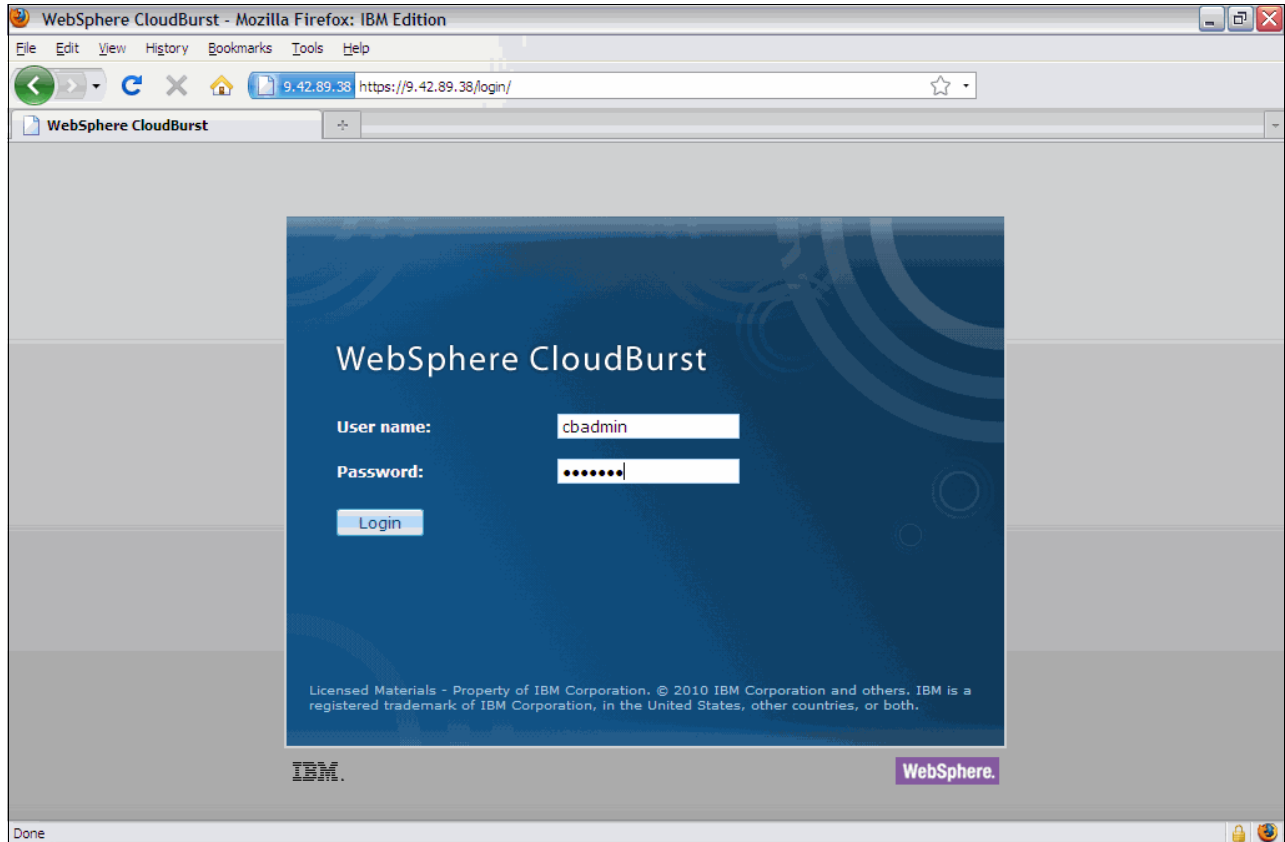 WebSphere CloudBurst - Mozilla Firefox: IBM Edition
File Edit View History Bookmarks Tools Help
9.42.89.38 https://9.42.89.38/login/
WebSphere CloudBurst
WebSphere CloudBurst
User name: cbadmin
Password: •••••••
Login
Licensed Materials - Property of IBM Corporation. © 2010 IBM Corporation and others. IBM is a
registered trademark of IBM Corporation, in the United States, other countries, or both.
IBM. WebSphere.
Done